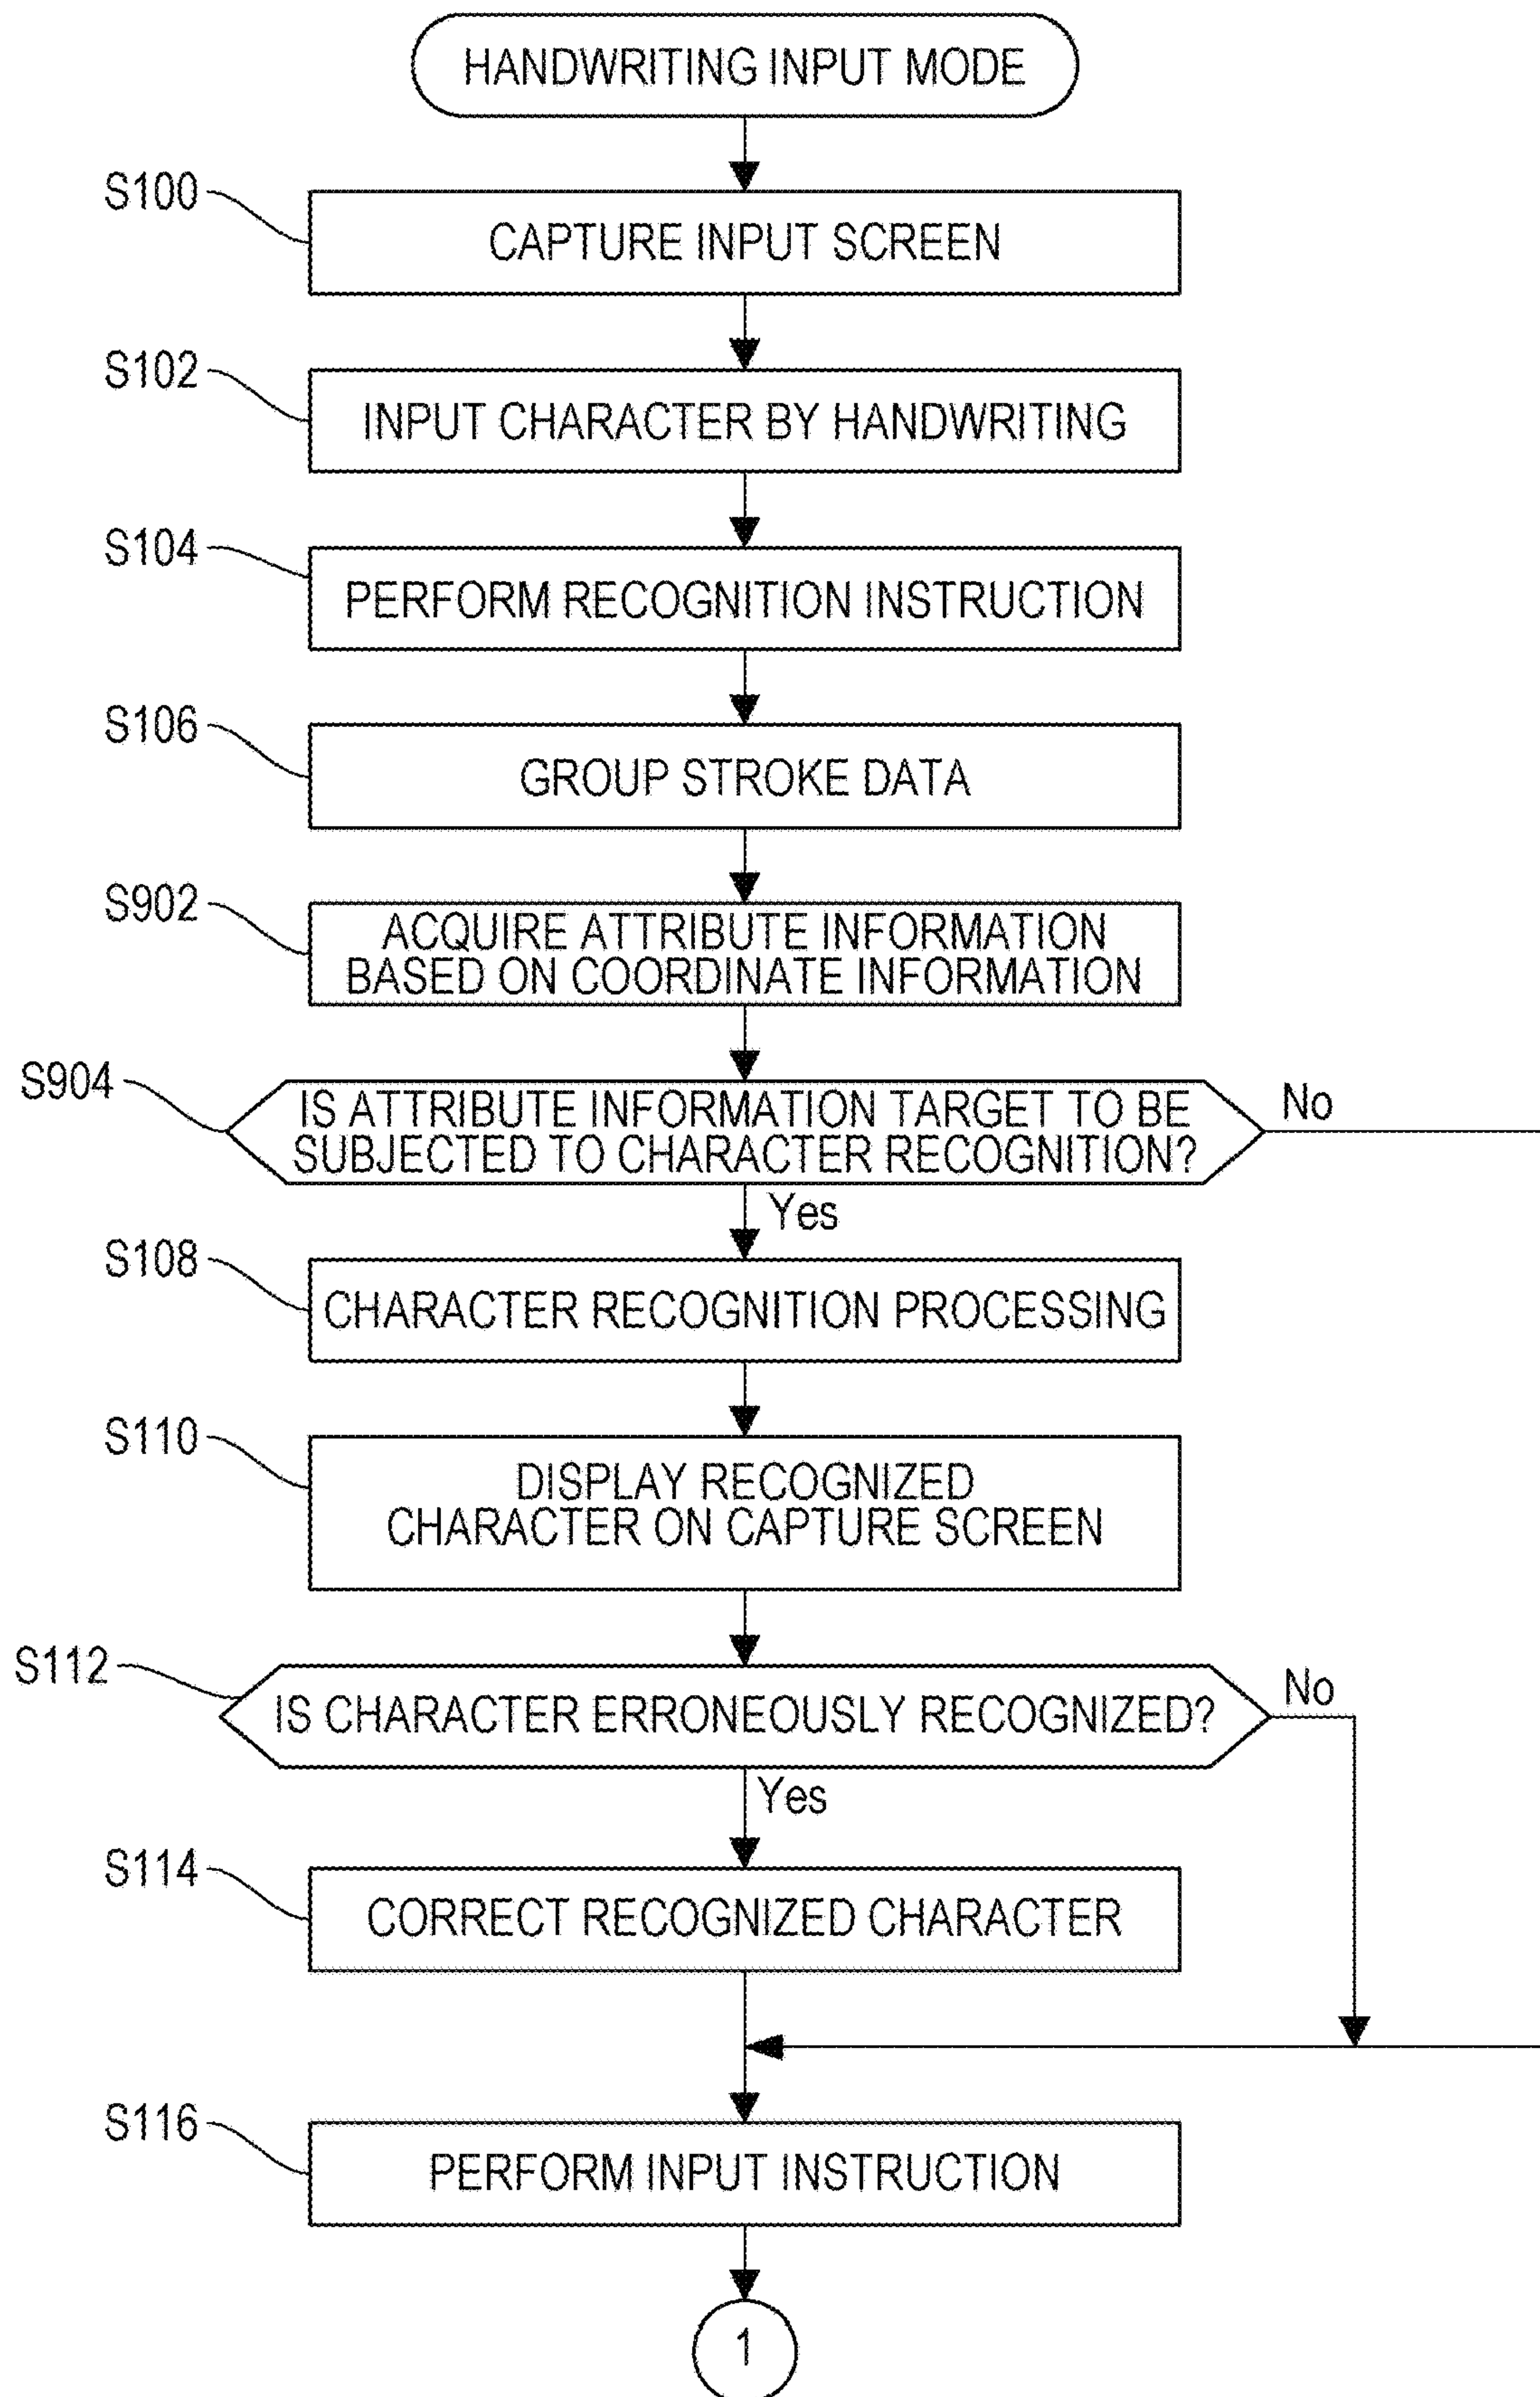 HANDWRITING INPUT MODE
S100
CAPTURE INPUT SCREEN
S102
INPUT CHARACTER BY HANDWRITING
S104
PERFORM RECOGNITION INSTRUCTION
S106
GROUP STROKE DATA
S902
ACQUIRE ATTRIBUTE INFORMATION
BASED ON COORDINATE INFORMATION
S904
IS ATTRIBUTE INFORMATION TARGET TO BE
SUBJECTED TO CHARACTER RECOGNITION?
No
Yes
S108
CHARACTER RECOGNITION PROCESSING
S110
DISPLAY RECOGNIZED
CHARACTER ON CAPTURE SCREEN
S112
IS CHARACTER ERRONEOUSLY RECOGNIZED?
No
Yes
S114
CORRECT RECOGNIZED CHARACTER
S116
PERFORM INPUT INSTRUCTION
1